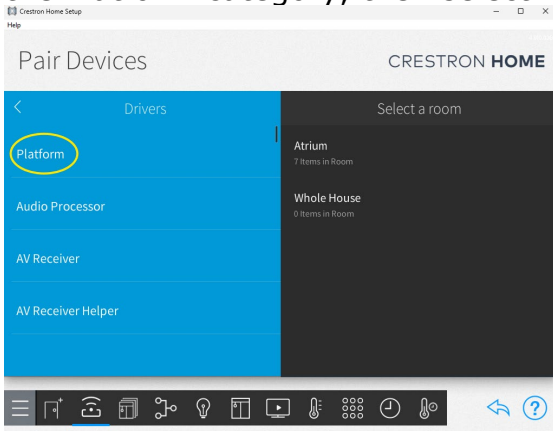 Crestron Home Setup
Help
Pair Devices
CRESTRON HOME
Drivers
Select a room
Platform
Audio Processor
AV Receiver
AV Receiver Helper
Atrium
7 Items in Room
Whole House
0 Items in Room
?